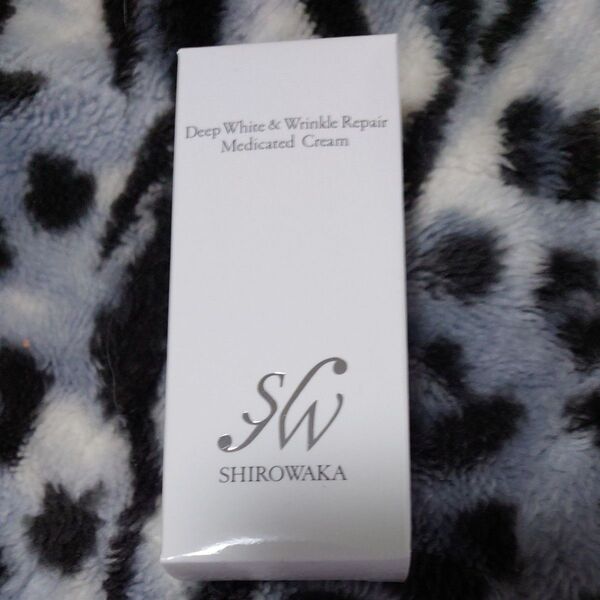 Deep White & Wrinkle Repair
Medicated Cream
SW
SHIROWAKA